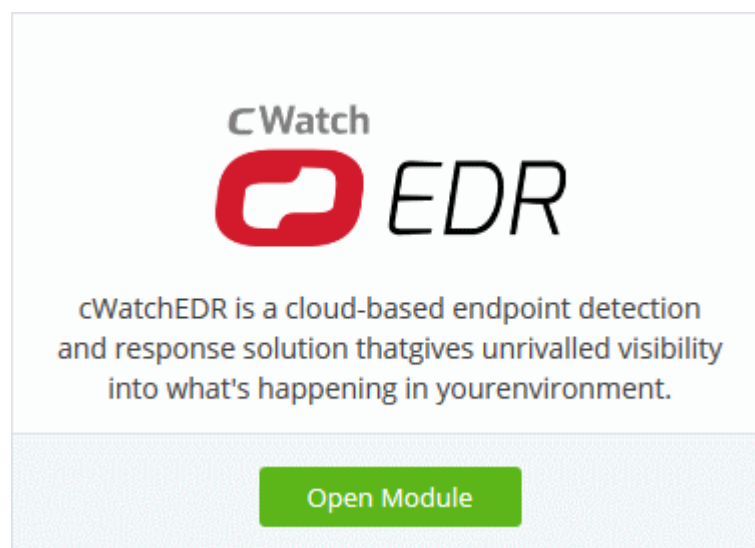 cWatch
EDR
cWatchEDR is a cloud-based endpoint detection
and response solution thatgives unrivalled visibility
into what's happening in yourenvironment.
Open Module